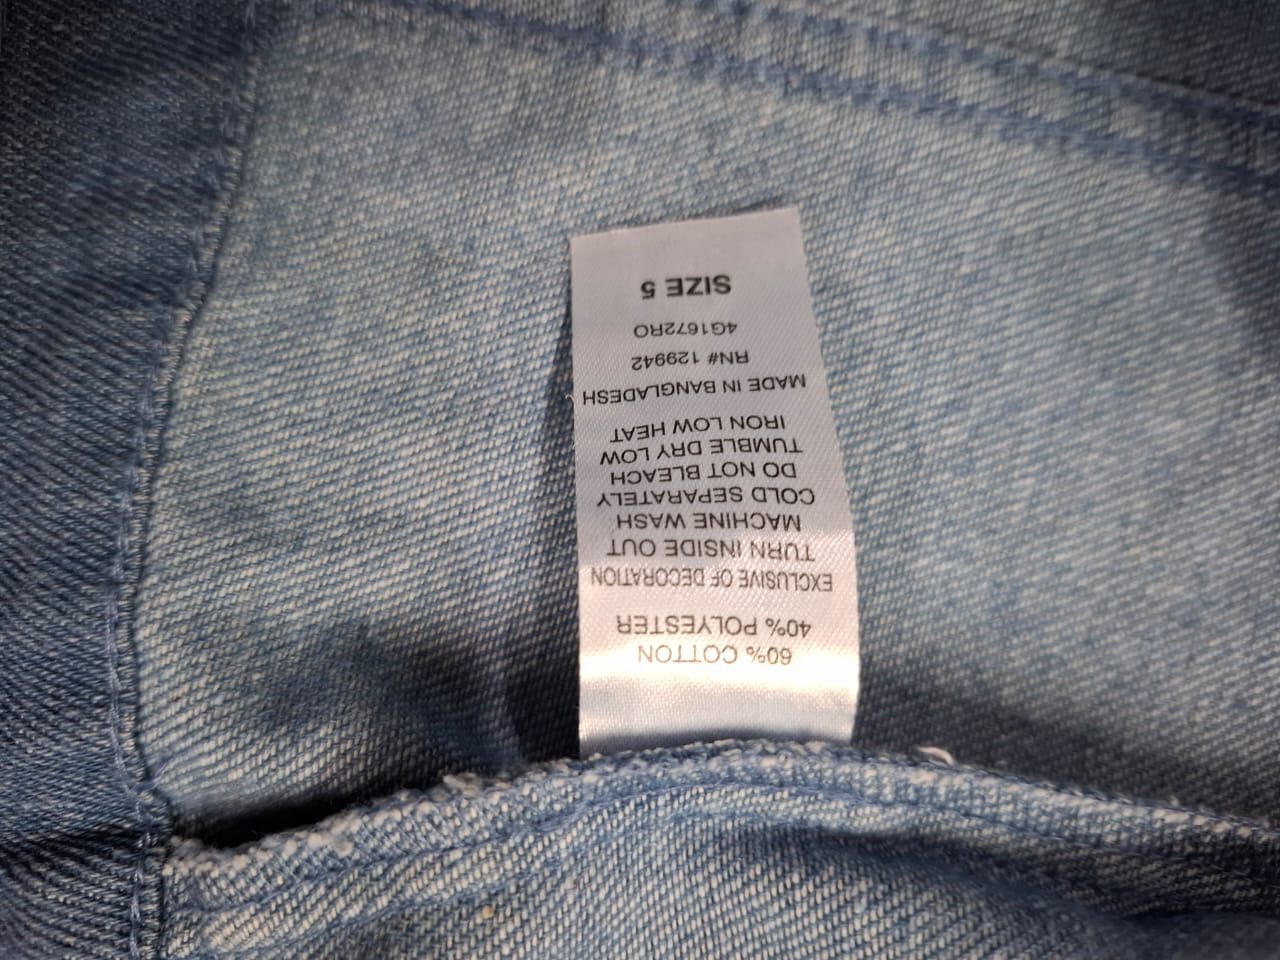 60% COTTON
40% POLYESTER
EXCLUSIVE OF DECORATION
TURN INSIDE OUT
MACHINE WASH
COLD SEPARATELY
DO NOT BLEACH
TUMBLE DRY LOW
IRON LOW HEAT
MADE IN BANGLADESH
RN# 129942
4G1672RO
SIZE 5